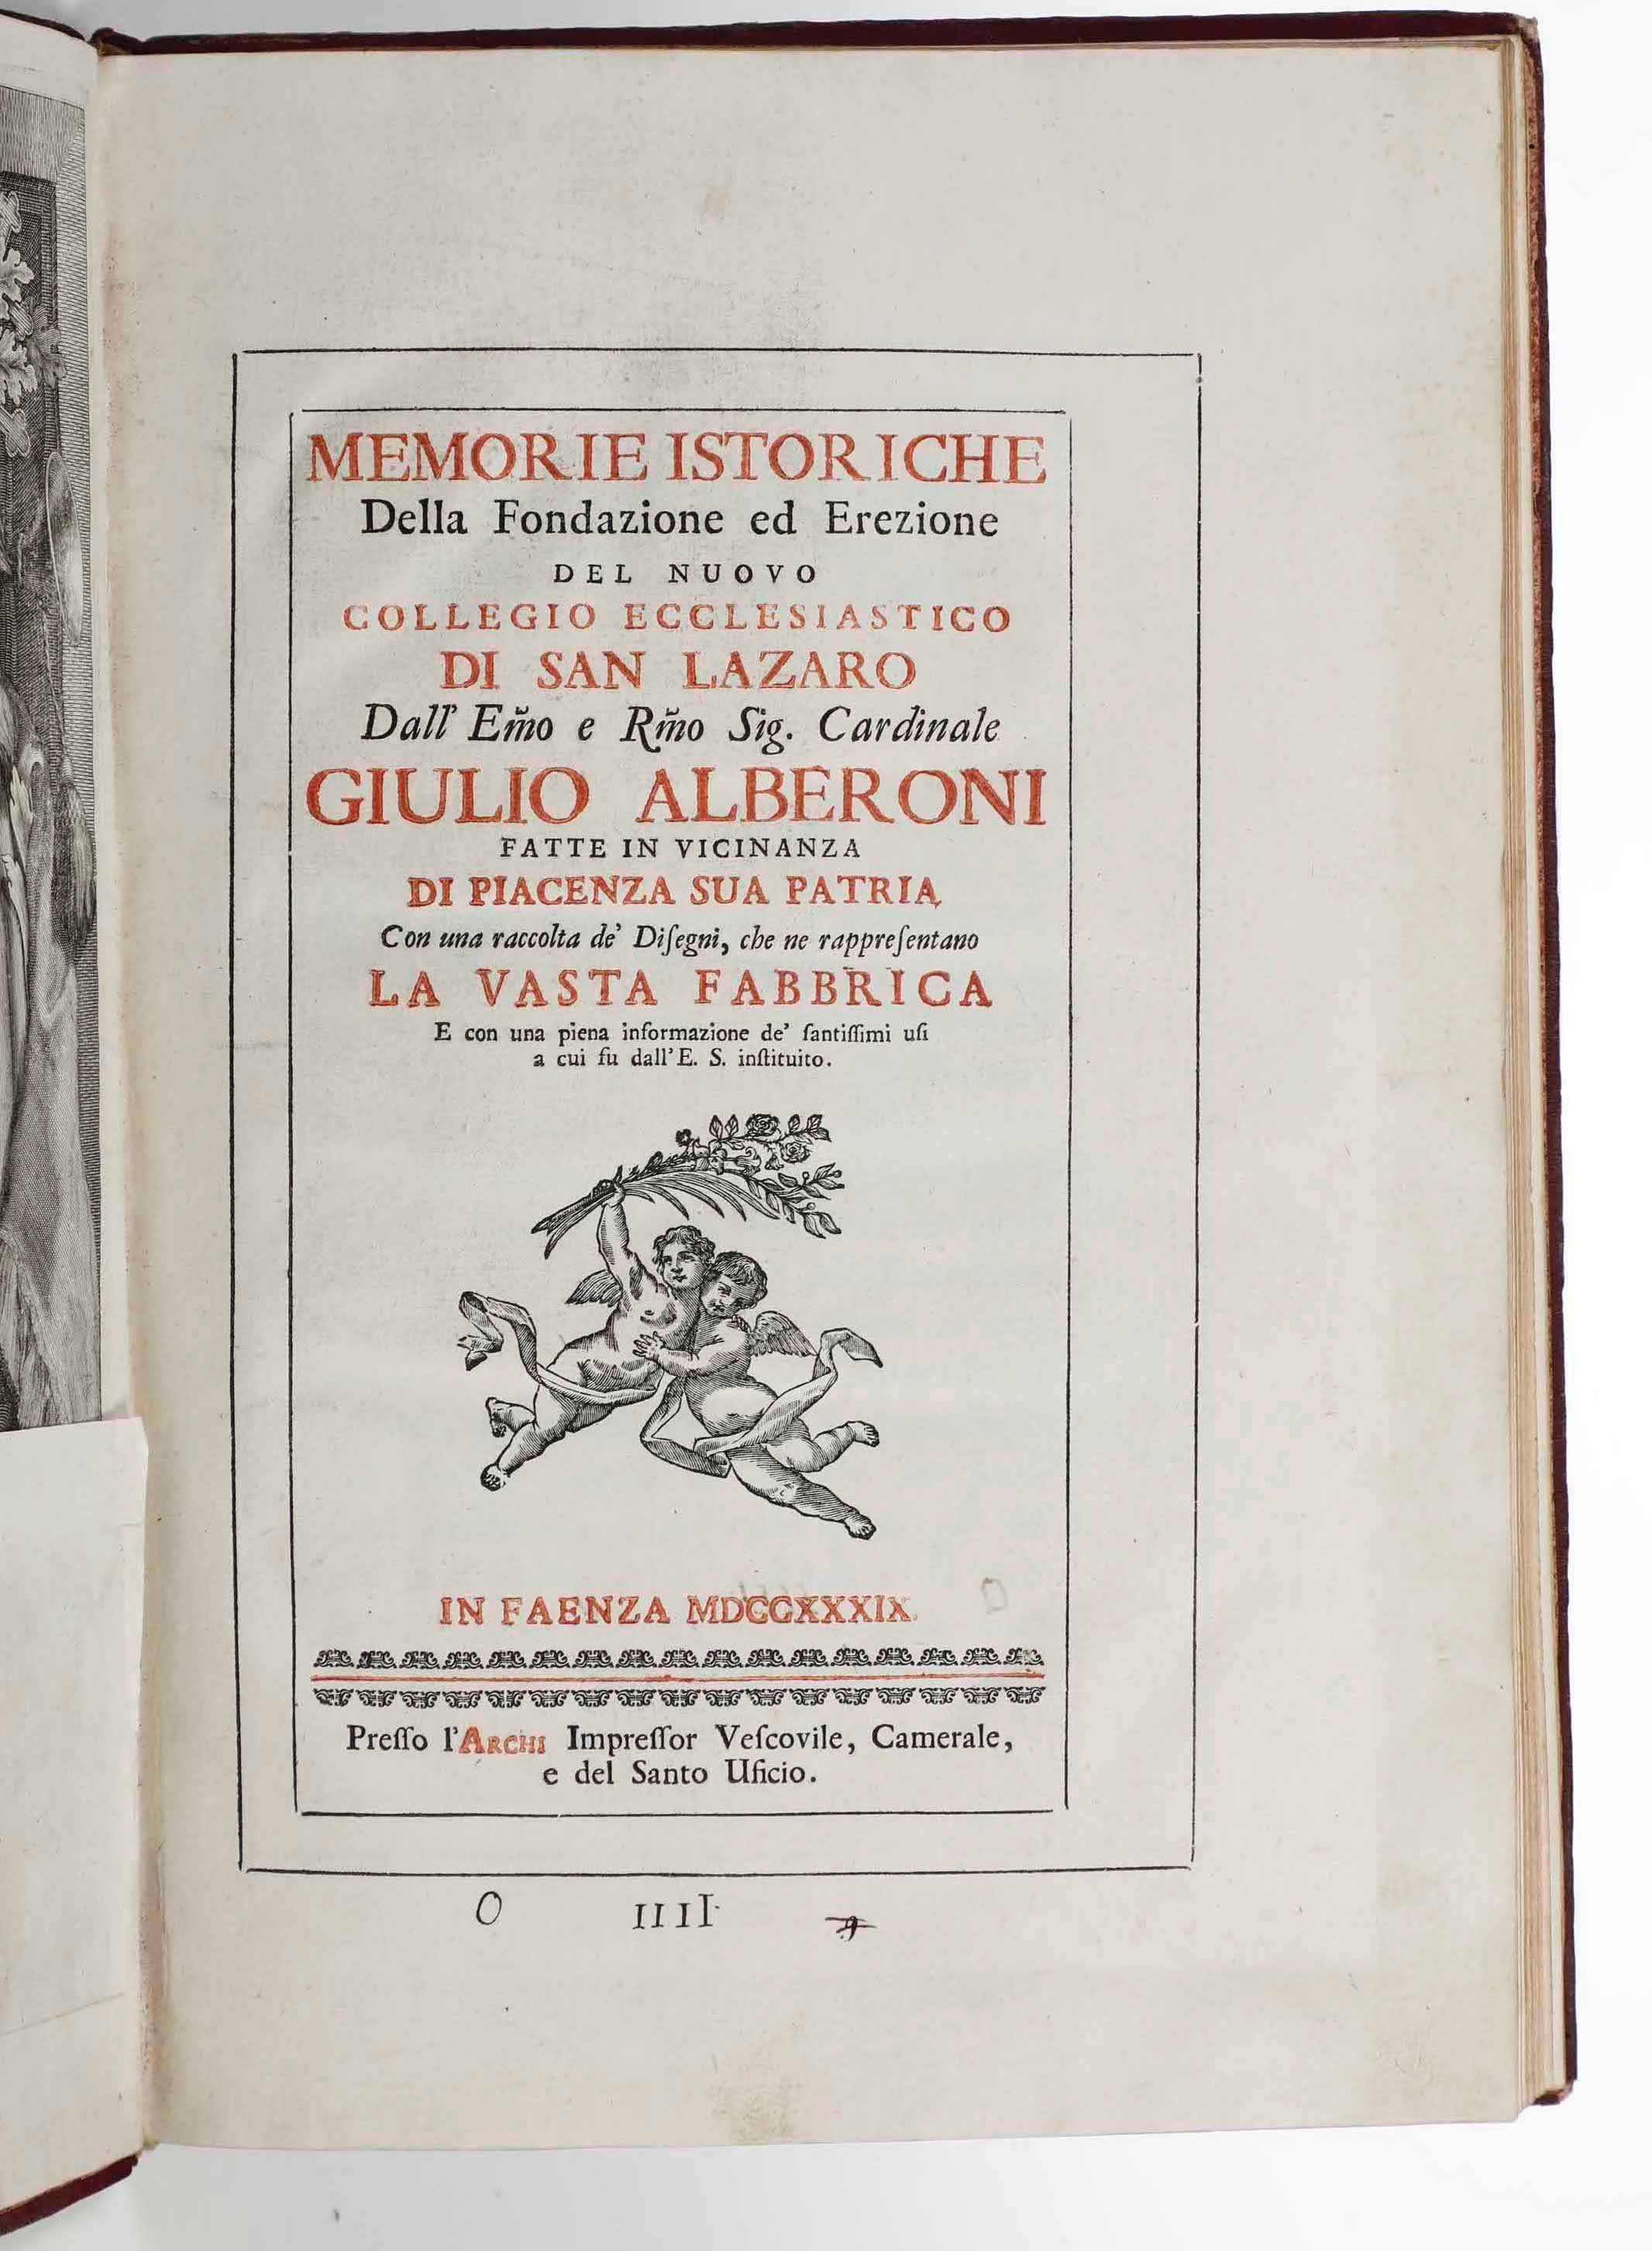 MEMORIE ISTORICHE
Della Fondazione ed Erezione
DEL NUOVO
COLLEGIO ECCLESIASTICO
DI SAN LAZARO
Dall' Em̃o e Rm̃o Sig. Cardinale
GIULIO ALBERONI
FATTE IN VICINANZA
DI PIACENZA SUA PATRIA,
Con una raccolta de' Diſegni, che ne rappreſentano
LA VASTA FABBRICA
E con una piena informazione de' ſantiſſimi uſi
a cui fu dall'E. S. inſtituito.
IN FAENZA MDCCXXXIX.
Preſſo l'ARCHI Impreſſor Veſcovile, Camerale,
e del Santo Uficio.
O IIII